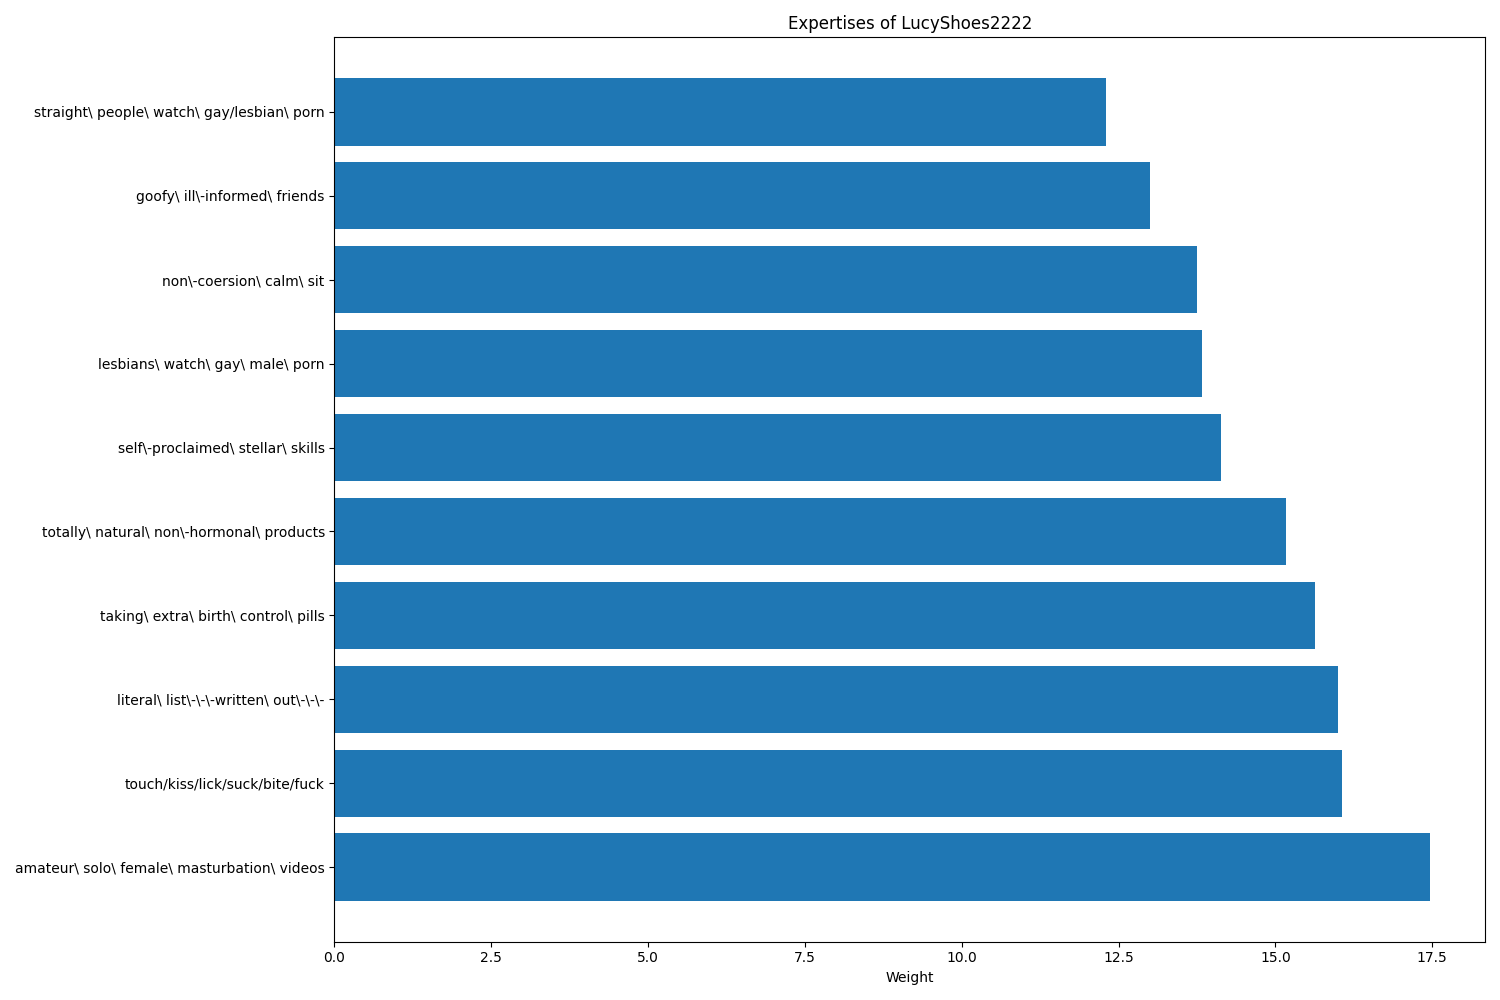 Expertises of LucyShoes2222
straight\ people\ watch\ gay/lesbian\ porn
goofy\ ill\-informed\ friends
non\-coersion\ calm\ sit
lesbians\ watch\ gay\ male\ porn
self\-proclaimed\ stellar\ skills
totally\ natural\ non\-hormonal\ products
taking\ extra\ birth\ control\ pills
literal\ list\-\-\-written\ out\-\-\-
touch/kiss/lick/suck/bite/fuck
amateur\ solo\ female\ masturbation\ videos
0.0 2.5 5.0 7.5 10.0 12.5 15.0 17.5
Weight